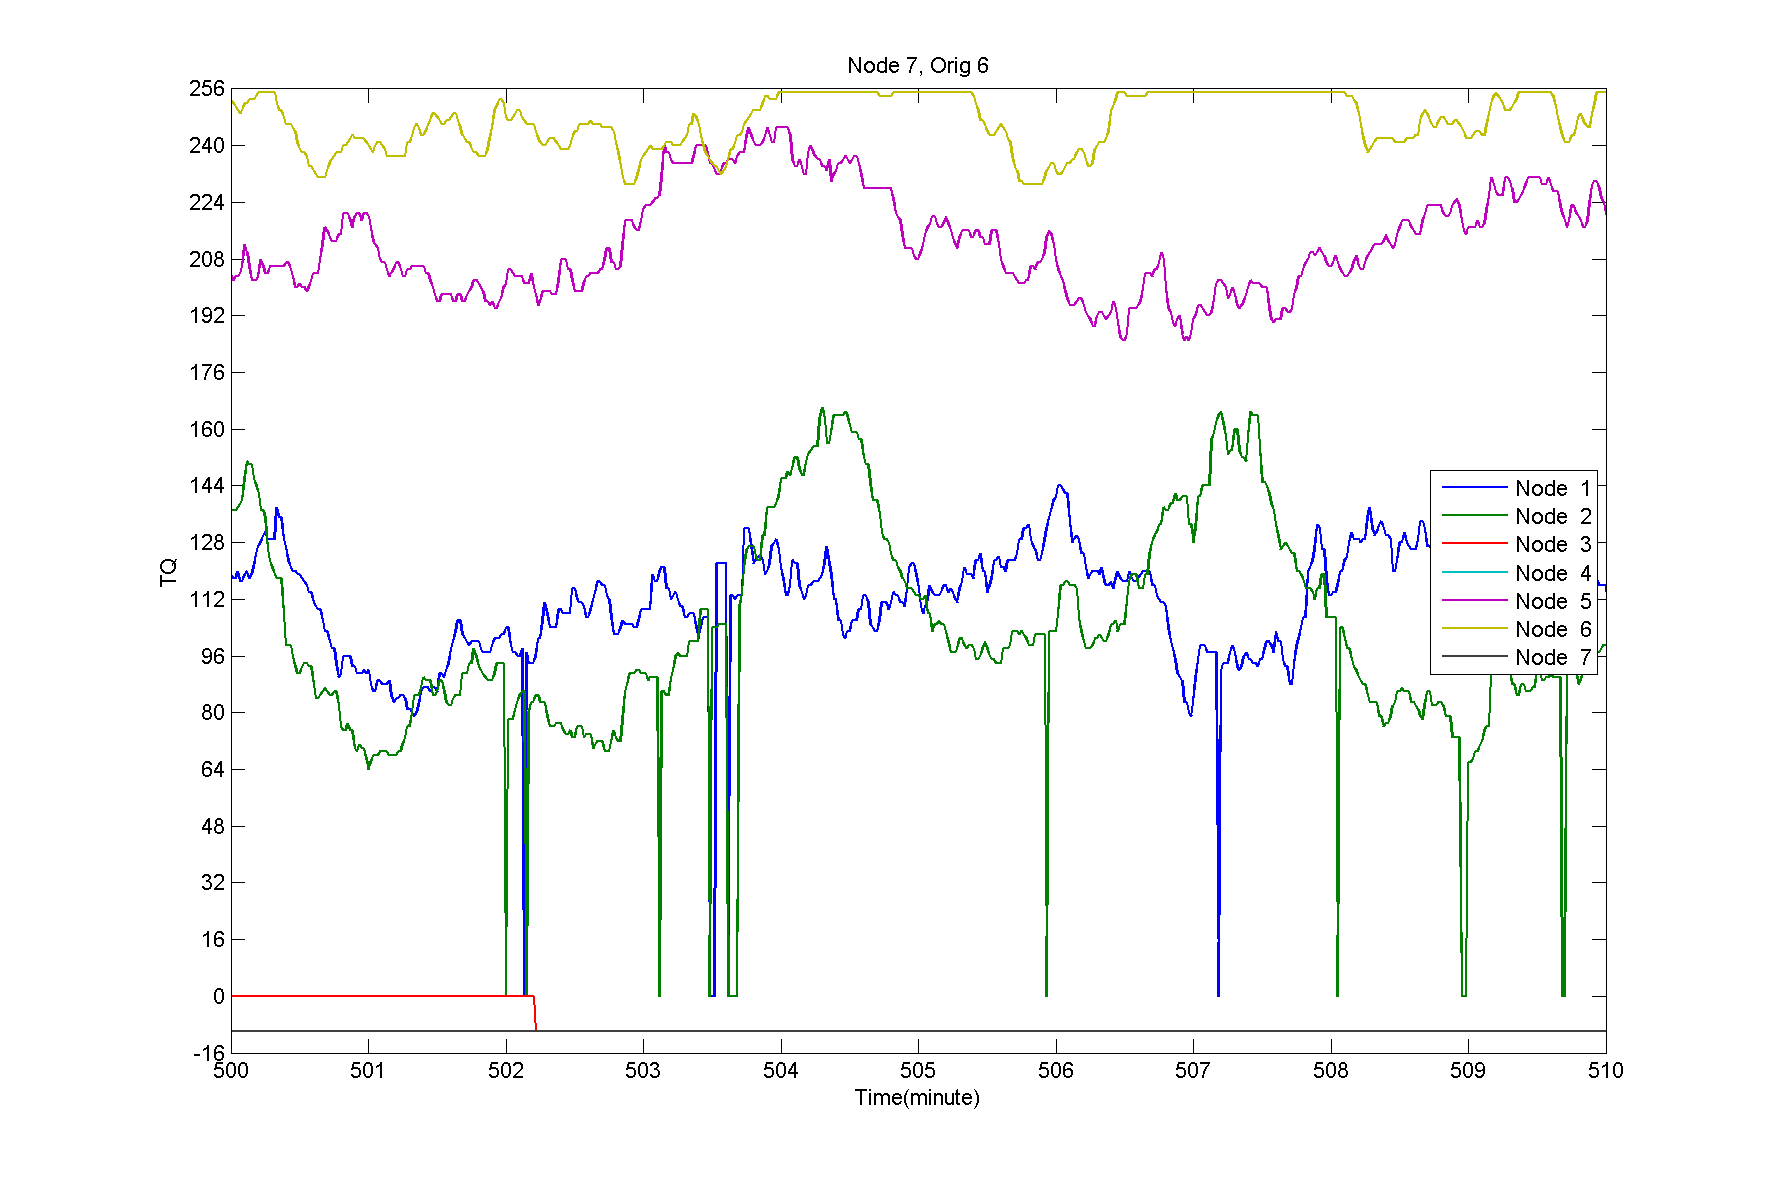 Node 7, Orig 6
256
240
224
208
192
176
160
144
128
112
96
80
64
48
32
16
0
-16
TQ
Node 1
Node 2
Node 3
Node 4
Node 5
Node 6
Node 7
500 501 502 503 504 505 506 507 508 509 510
Time(minute)